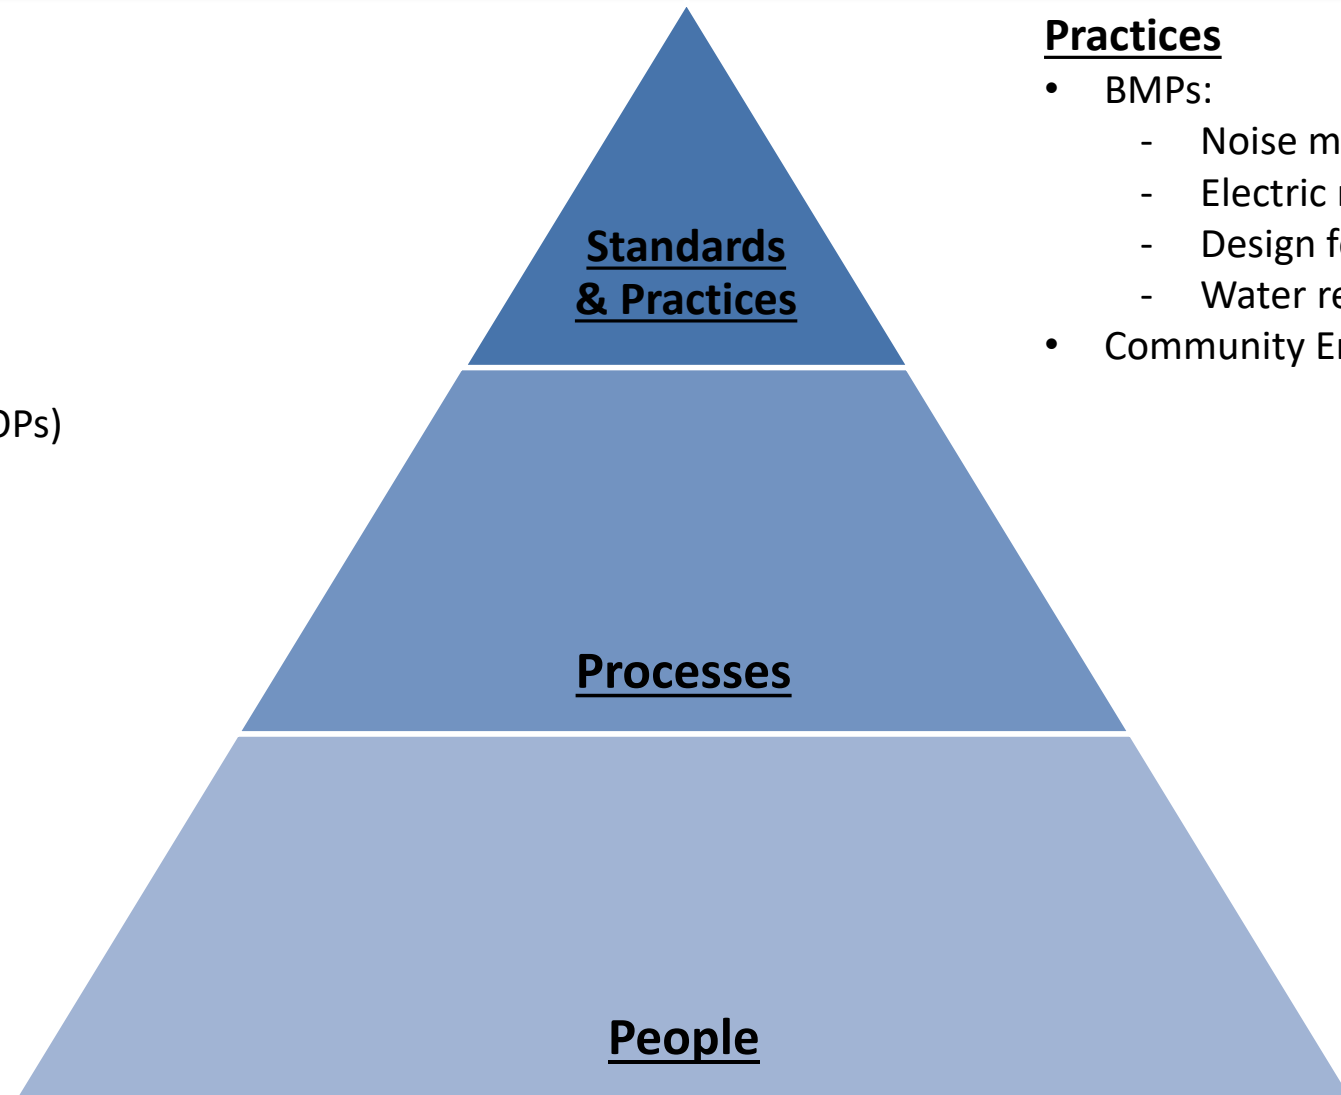 Practices
• BMPs:
- Noise
- Electric
- Design
- Water
• Community
Standards
& Practices
Processes
People